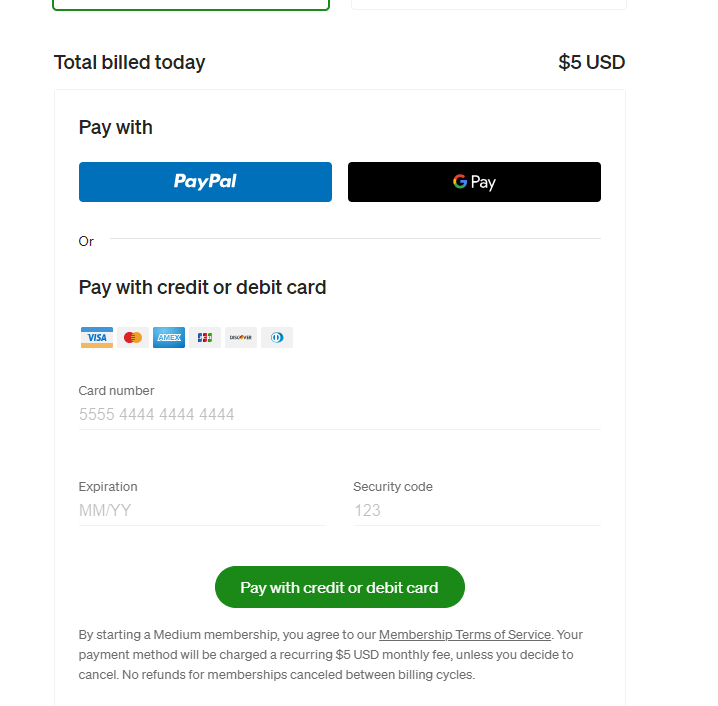 Total billed today $5 USD
Pay with
PayPal G Pay
Or
Pay with credit or debit card
VISA AMEX JCB DISCOVER
Card number
5555 4444 4444 4444
Expiration Security code
MM/YY 123
Pay with credit or debit card
By starting a Medium membership, you agree to our Membership Terms of Service. Your
payment method will be charged a recurring $5 USD monthly fee, unless you decide to
cancel. No refunds for memberships canceled between billing cycles.